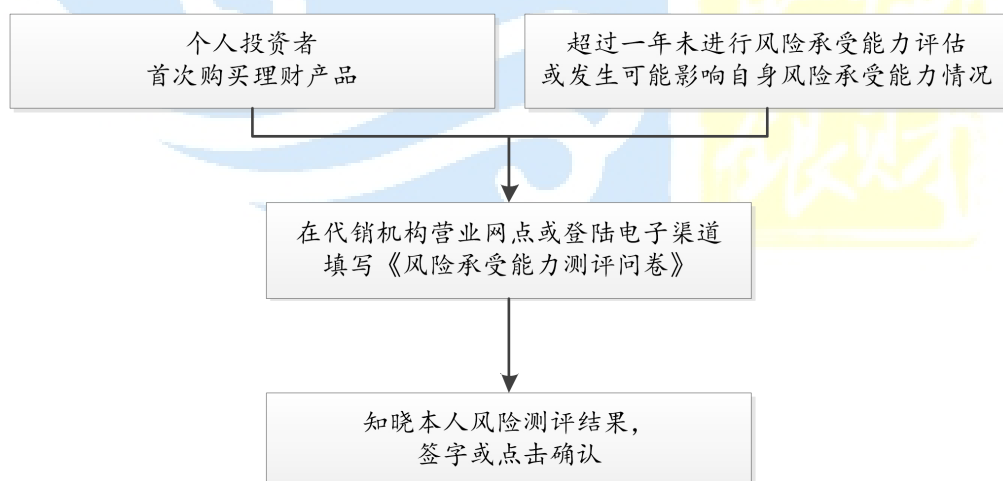 个人投资者
首次购买理财产品
超过一年未进行风险承受能力评估
或发生可能影响自身风险承受能力情况
在代销机构营业网点或登陆电子渠道
填写《风险承受能力测评问卷》
知晓本人风险测评结果，
签字或点击确认